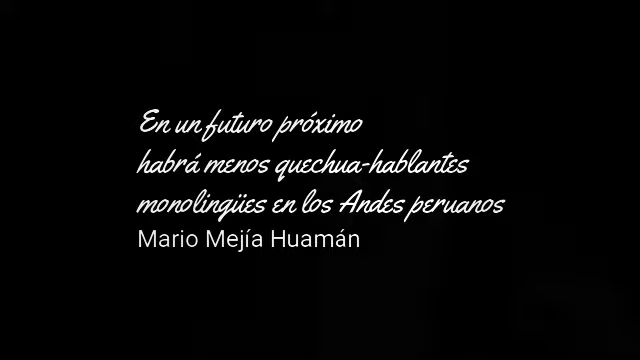 En un futuro próximo
habrá menos quechua-hablantes
monolingües en los Andes peruanos
Mario Mejía Huamán